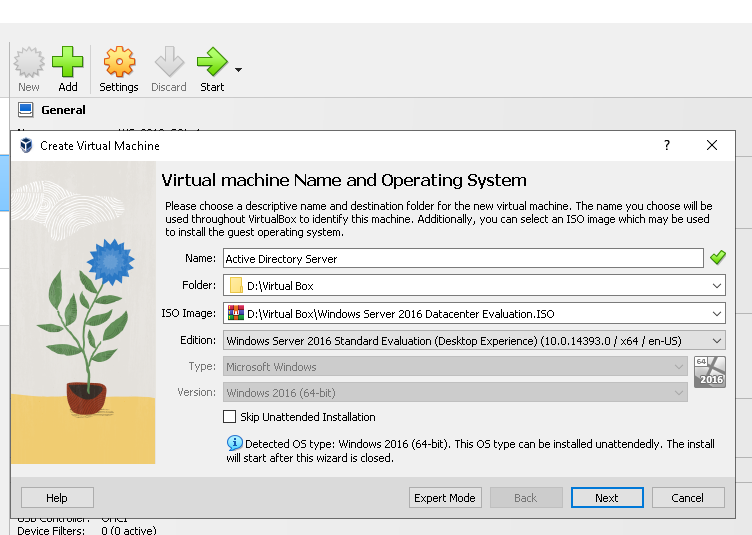 New Add Settings Discard Start
General
Create Virtual Machine ? 
Virtual machine Name and Operating System
Please choose a descriptive name and destination folder for the new virtual machine. The name you choose will be
used throughout VirtualBox to identify this machine. Additionally, you can select an ISO image which may be used
to install the guest operating system.
Name: Active Directory Server
Folder: D:\Virtual Box
ISO Image: D:\Virtual Box\Windows Server 2016 Datacenter Evaluation.ISO
Edition: Windows Server 2016 Standard Evaluation (Desktop Experience) (10.0.14393.0 / x64 / en-US)
Type: Microsoft Windows
64
2016
Version: Windows 2016 (64-bit)
Skip Unattended Installation
Detected OS type: Windows 2016 (64-bit). This OS type can be installed unattendedly. The install
will start after this wizard is closed.
Help Expert Mode Back Next Cancel
USB Controller: OHCI
Device Filters: 0 (0 active)